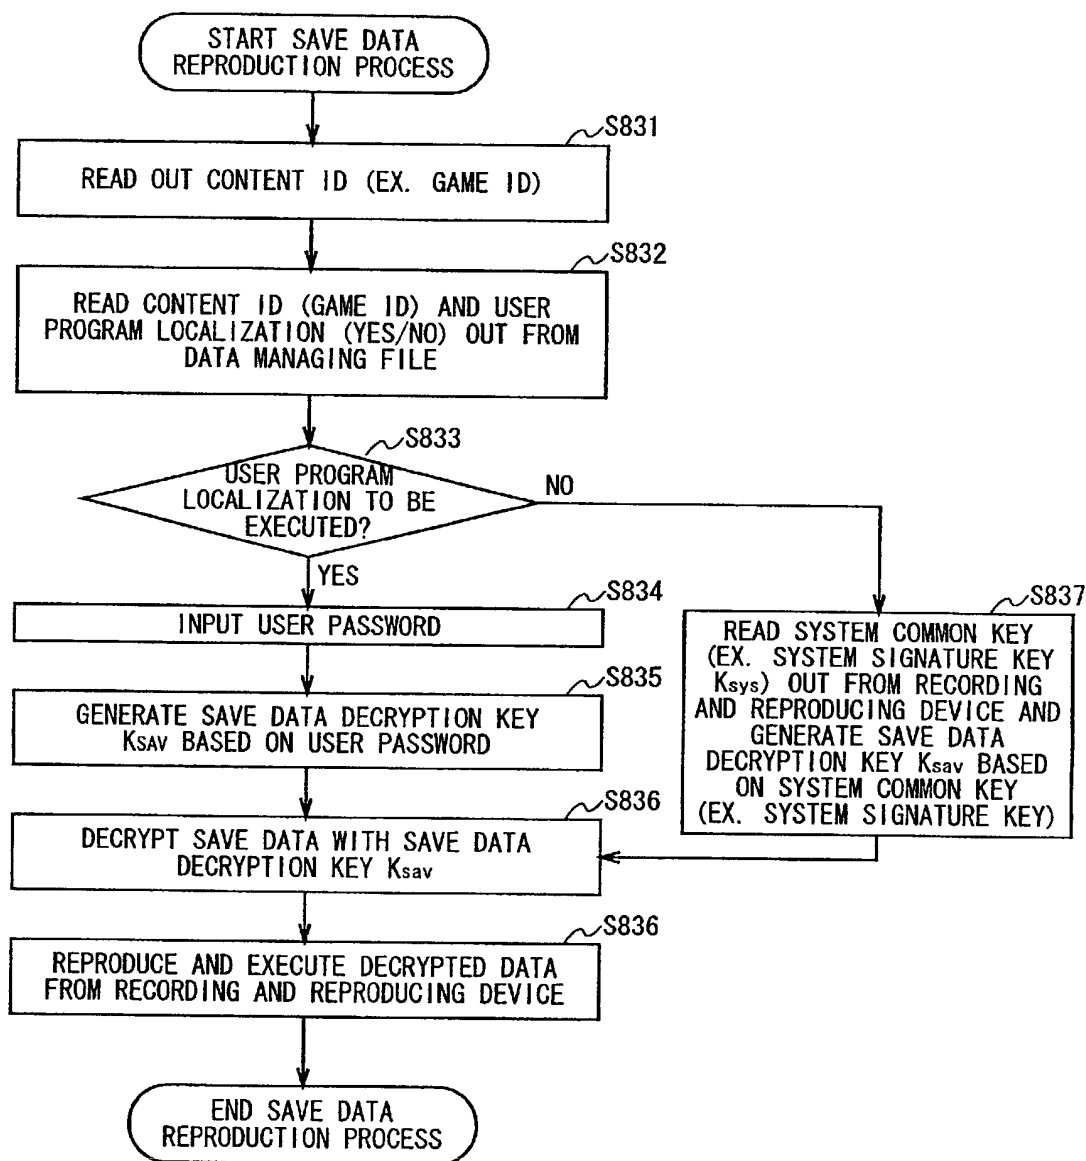 START SAVE DATA
REPRODUCTION PROCESS
S831
READ OUT CONTENT ID (EX. GAME ID)
S832
READ CONTENT ID (GAME ID) AND USER
PROGRAM LOCALIZATION (YES/NO) OUT FROM
DATA MANAGING FILE
S833
USER PROGRAM
LOCALIZATION TO BE
EXECUTED?
NO
YES
S834
INPUT USER PASSWORD
S835
GENERATE SAVE DATA DECRYPTION KEY
KSAV BASED ON USER PASSWORD
S837
READ SYSTEM COMMON KEY
(EX. SYSTEM SIGNATURE KEY
Ksys) OUT FROM RECORDING
AND REPRODUCING DEVICE AND
GENERATE SAVE DATA
DECRYPTION KEY Ksav BASED
ON SYSTEM COMMON KEY
(EX. SYSTEM SIGNATURE KEY)
S836
DECRYPT SAVE DATA WITH SAVE DATA
DECRYPTION KEY Ksav
S836
REPRODUCE AND EXECUTE DECRYPTED DATA
FROM RECORDING AND REPRODUCING DEVICE
END SAVE DATA
REPRODUCTION PROCESS